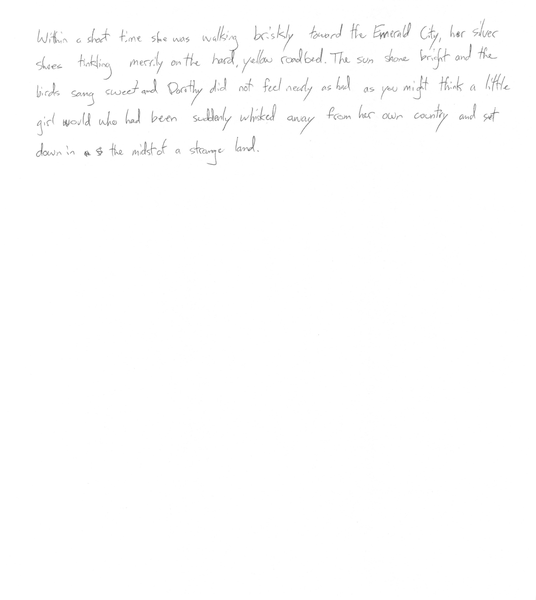 Within a short time she was walking briskly toward the Emerald City, her silver
shoes tinkling merrily on the hard, yellow roadbed. The sun shone bright and the
birds sang sweet and Dorothy did not feel nearly as bad as you might think a little
girl would who had been suddenly whisked away from her own country and set
down in the midst of a strange land.